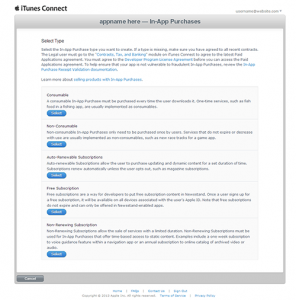 iTunes Connect
username@website.com
appname here — In-App Purchases
Select Type
Select the In-App Purchase type you want to create. If a type is missing, make sure you have agreed to all recent contracts.
The Legal user must go to the "Contracts, Tax, and Banking" module on iTunes Connect to agree to the latest Paid
Applications agreement. You may need to agree to the Developer Program License Agreement before you can access the Paid
Applications agreement. To help ensure that your app is not vulnerable to fraudulent In-App Purchases, review the In-App
Purchase Receipt Validation documentation.
Learn more about selling products with In-App Purchases.
Consumable
A consumable In-App Purchase must be purchased every time the user downloads it. One-time services, such as fish
food in a fishing app, are usually implemented as consumables.
Select
Non-Consumable
Non-consumable In-App Purchases only need to be purchased once by users. Services that do not expire or decrease
with use are usually implemented as non-consumables, such as new race tracks for a game app.
Select
Auto-Renewable Subscriptions
Auto-renewable Subscriptions allow the user to purchase updating and dynamic content for a set duration of time.
Subscriptions renew automatically unless the user opts out, such as magazine subscriptions.
Select
Free Subscription
Free subscriptions are a way for developers to put free subscription content in Newsstand. Once a user signs up for
a free subscription, it will be available on all devices associated with the user's Apple ID. Note that free subscriptions
do not expire and can only be offered in Newsstand-enabled apps.
Select
Non-Renewing Subscription
Non-Renewing Subscriptions allow the sale of services with a limited duration. Non-Renewing Subscriptions must be
used for In-App Purchases that offer time-based access to static content. Examples include a one-week subscription
to voice guidance feature within a navigation app or an annual subscription to online catalog of archived video or
audio.
Select
Cancel
Home | FAQs | Contact Us | Sign Out
Copyright © 2013 Apple Inc. All rights reserved. Terms of Service | Privacy Policy